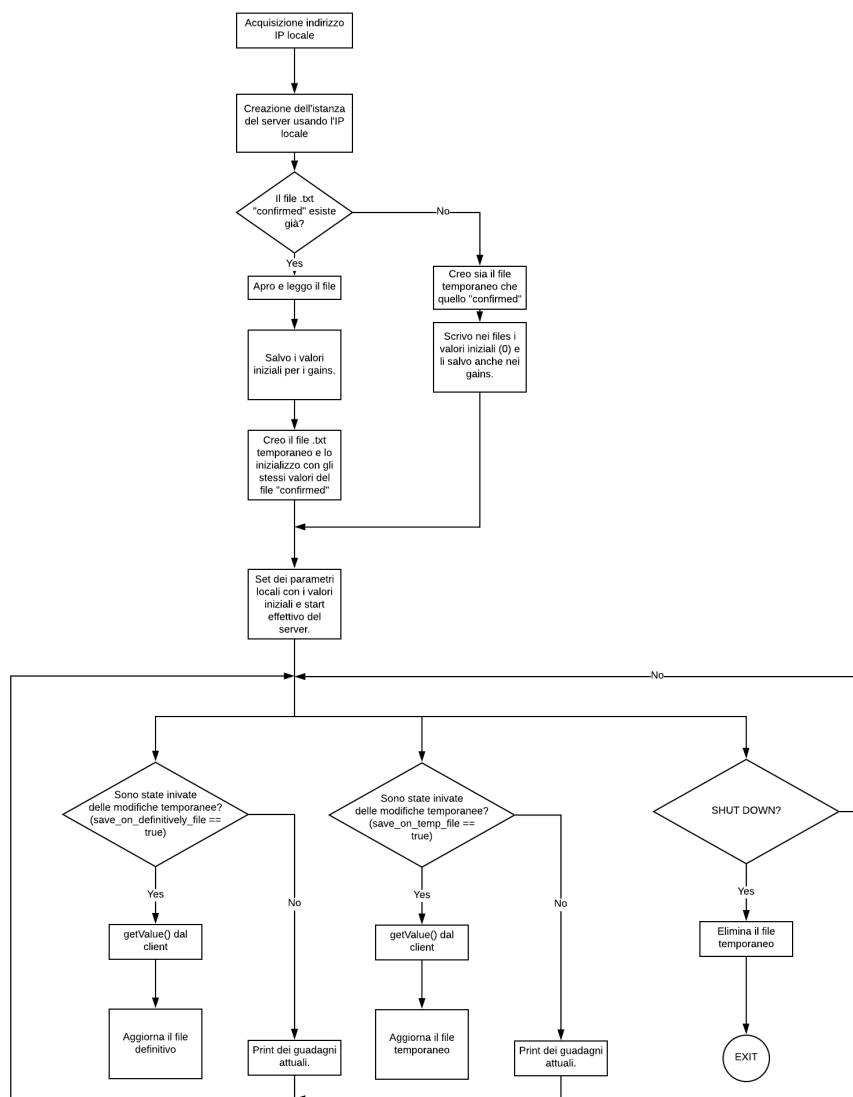 Acquisizione indirizzo
IP locale
Creazione dell'istanza
del server usando l'IP
locale
Il file .txt
"confirmed" esiste
già?
No
Yes
Apro e leggo il file
Creo sia il file
temporaneo che
quello "confirmed"
Scrivo nei files i
valori iniziali (0) e
li salvo anche nei
gains.
Salvo i valori
iniziali per i gains.
Creo il file .txt
temporaneo e lo
inizializzo con gli
stessi valori del
file "confirmed"
Set dei parametri
locali con i valori
iniziali e start
effettivo del
server.
No
Sono state inivate
delle modifiche temporanee?
(save_on_definitively_file ==
true)
Sono state inivate
delle modifiche temporanee?
(save_on_temp_file ==
true)
SHUT DOWN?
Yes
No
Yes
No
Yes
getValue() dal
client
getValue() dal
client
Elimina il file
temporaneo
Aggiorna il file
definitivo
Print dei guadagni
attuali.
Aggiorna il file
temporaneo
Print dei guadagni
attuali.
EXIT